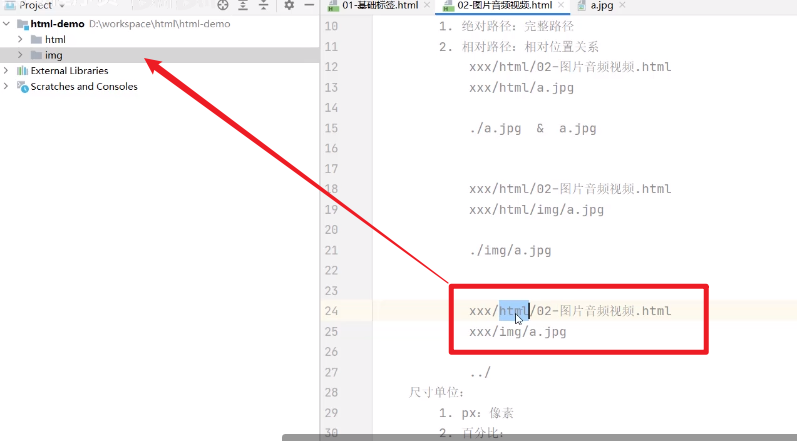 Project
html-demo D:\workspace\html\html-demo
html
img
External Libraries
Scratches and Consoles
01-基础标签.html
02-图片音频视频.html
a.jpg
10 1. 绝对路径：完整路径
11 2. 相对路径：相对位置关系
12 xxx/html/02-图片音频视频.html
13 xxx/html/a.jpg
14
15 ./a.jpg & a.jpg
16
17
18 xxx/html/02-图片音频视频.html
19 xxx/html/img/a.jpg
20
21 ./img/a.jpg
22
23
24 xxx/html/02-图片音频视频.html
25 xxx/img/a.jpg
26
27 ../
28 尺寸单位：
29 1. px：像素
30 2. 百分比：